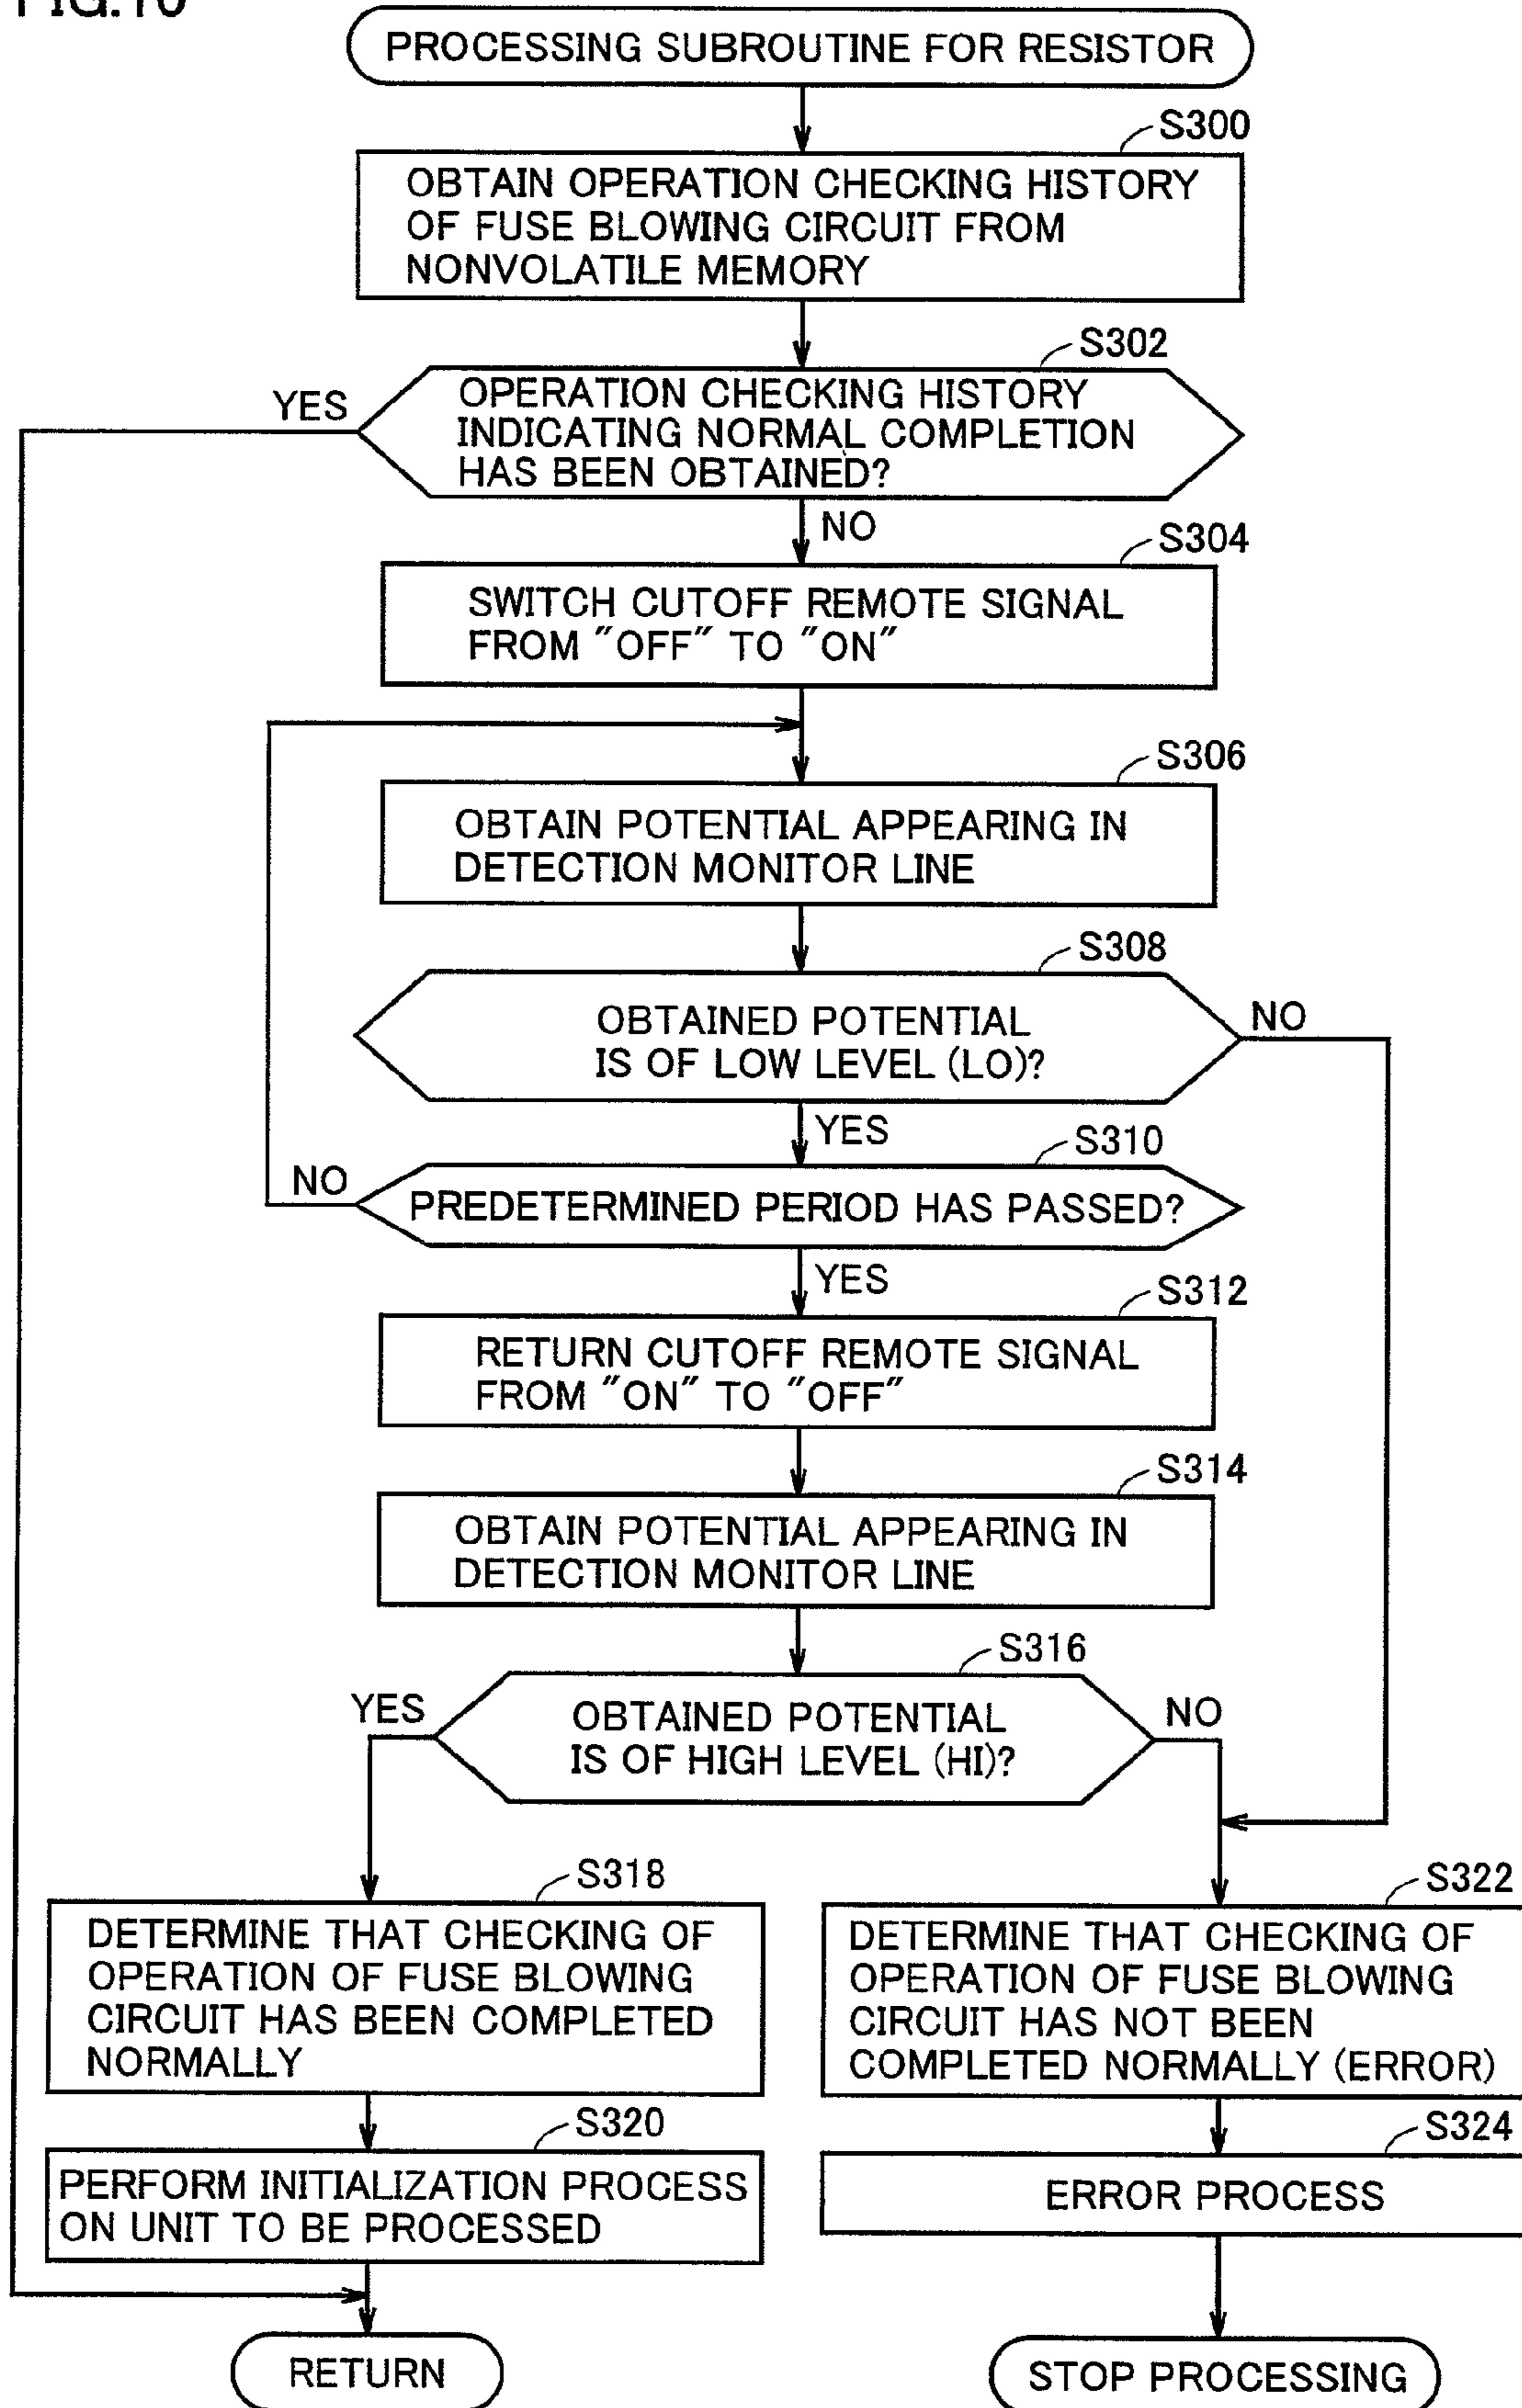 FIG.10
PROCESSING SUBROUTINE FOR RESISTOR
S300
OBTAIN OPERATION CHECKING HISTORY
OF FUSE BLOWING CIRCUIT FROM
NONVOLATILE MEMORY
S302
YES
OPERATION CHECKING HISTORY
INDICATING NORMAL COMPLETION
HAS BEEN OBTAINED?
NO
S304
SWITCH CUTOFF REMOTE SIGNAL
FROM "OFF" TO "ON"
S306
OBTAIN POTENTIAL APPEARING IN
DETECTION MONITOR LINE
S308
OBTAINED POTENTIAL
IS OF LOW LEVEL (LO)?
NO
YES
S310
NO
PREDETERMINED PERIOD HAS PASSED?
YES
S312
RETURN CUTOFF REMOTE SIGNAL
FROM "ON" TO "OFF"
S314
OBTAIN POTENTIAL APPEARING IN
DETECTION MONITOR LINE
S316
YES
OBTAINED POTENTIAL
IS OF HIGH LEVEL (HI)?
NO
S318
DETERMINE THAT CHECKING OF
OPERATION OF FUSE BLOWING
CIRCUIT HAS BEEN COMPLETED
NORMALLY
S322
DETERMINE THAT CHECKING OF
OPERATION OF FUSE BLOWING
CIRCUIT HAS NOT BEEN
COMPLETED NORMALLY (ERROR)
S320
PERFORM INITIALIZATION PROCESS
ON UNIT TO BE PROCESSED
S324
ERROR PROCESS
RETURN
STOP PROCESSING